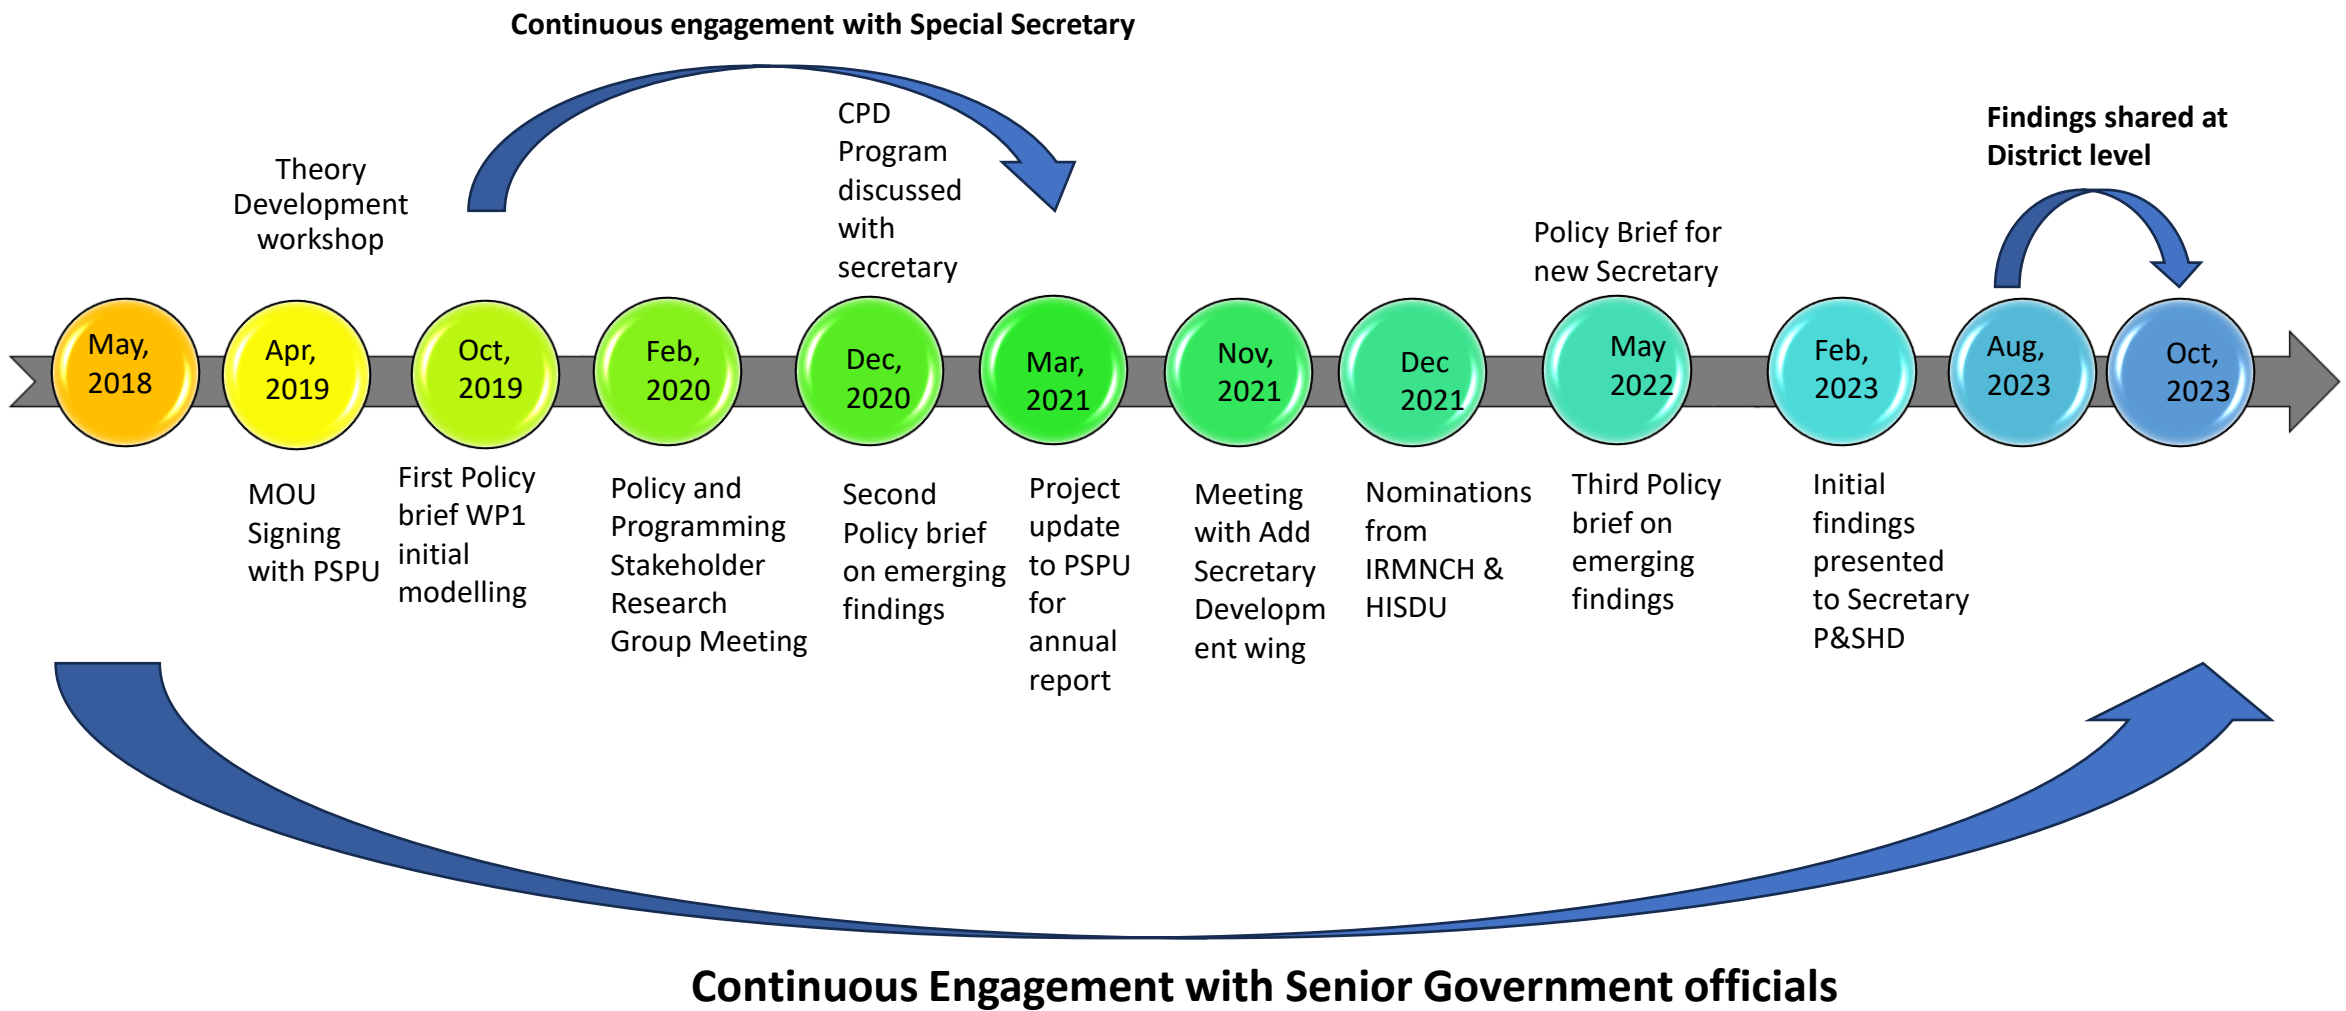 Continuous engagement with Special Secretary
CPD
Program
discussed
with
secretary
Findings shared at
District level
Theory
Development
workshop
Policy Brief for
new Secretary
May,
2018
Apr,
2019
Oct,
2019
Feb,
2020
Dec,
2020
Mar,
2021
Nov,
2021
Dec
2021
May
2022
Feb,
2023
Aug,
2023
Oct,
2023
MOU
Signing
with PSPU
First Policy
brief WP1
initial
modelling
Policy and
Programming
Stakeholder
Research
Group Meeting
Second
Policy brief
on emerging
findings
Project
update
to PSPU
for
annual
report
Meeting
with Add
Secretary
Developm
ent wing
Nominations
from
IRMNCH &
HISDU
Third Policy
brief on
emerging
findings
Initial
findings
presented
to Secretary
P&SHD
Continuous Engagement with Senior Government officials